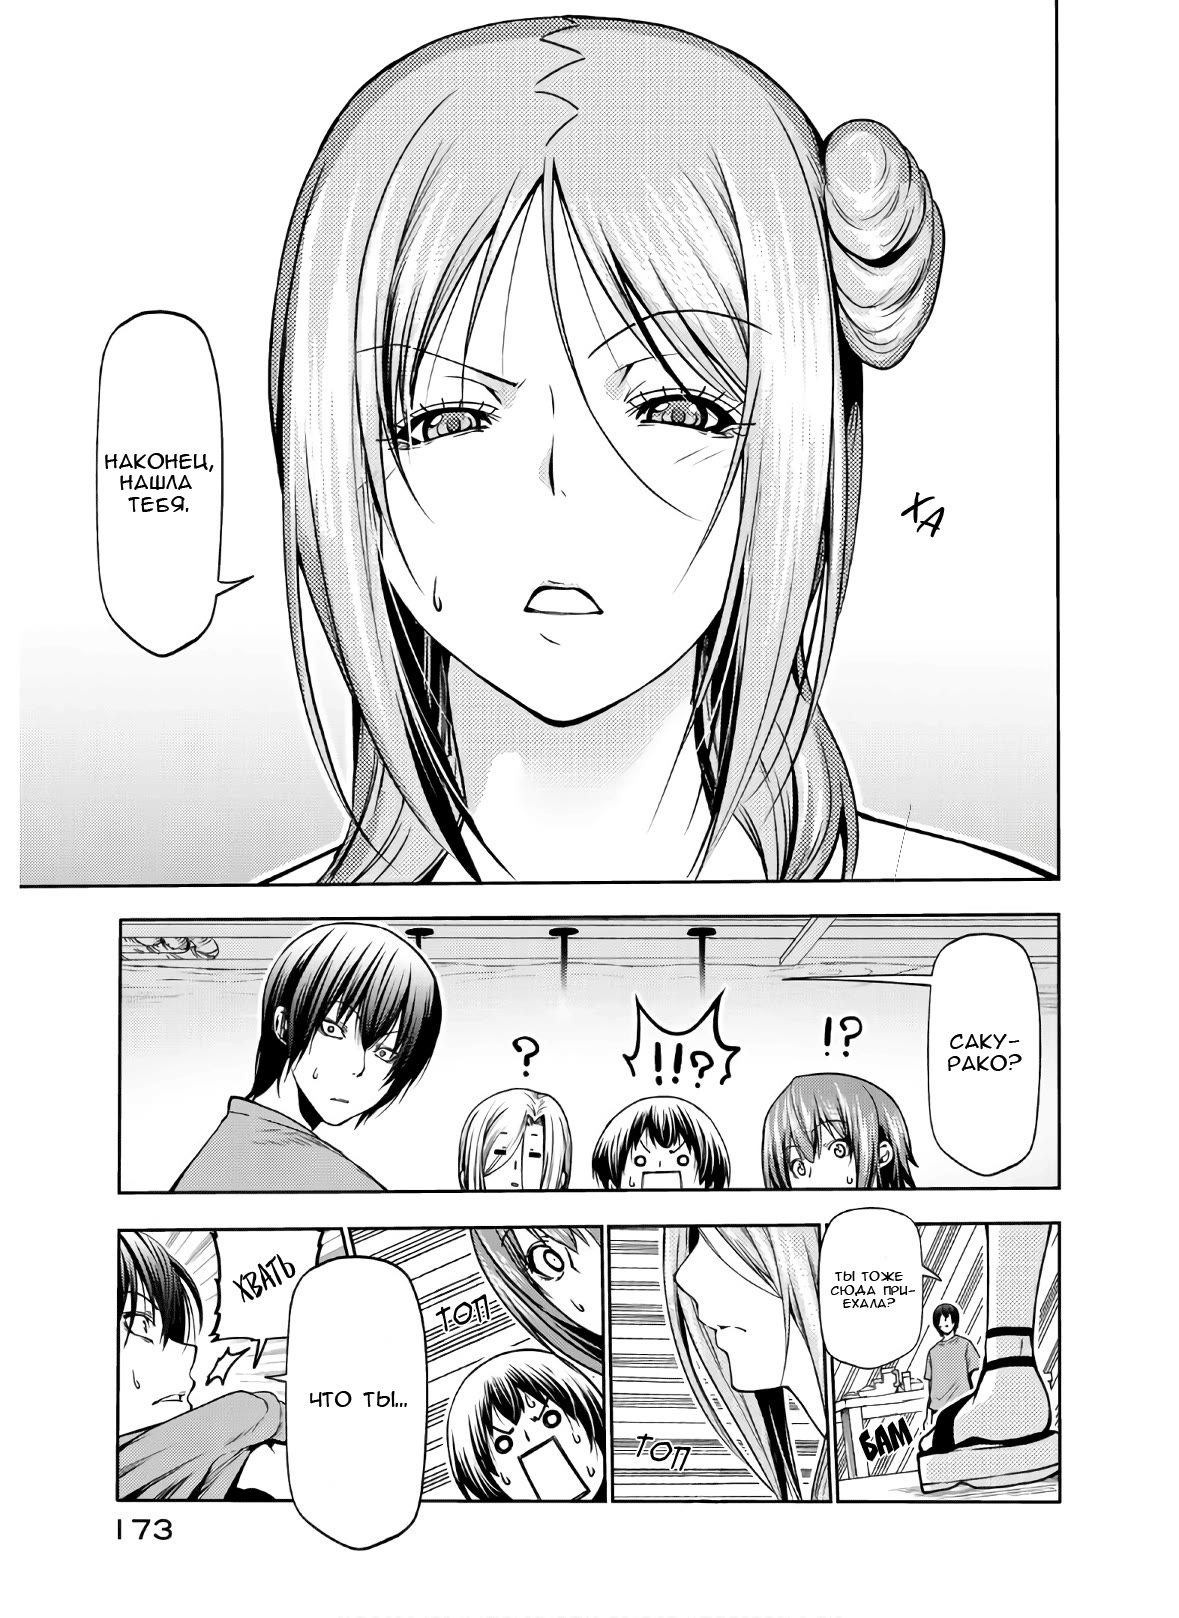 НАКОНЕЦ,
НАШЛА
ТЕБЯ.
ХА
САКУ-
РАКО?
!?
!!?
?
ТЫ ТОЖЕ
СЮДА ПРИ-
ЕХАЛА?
БАМ
ТОП
ТОП
ХВАТЬ
ЧТО ТЫ...
173